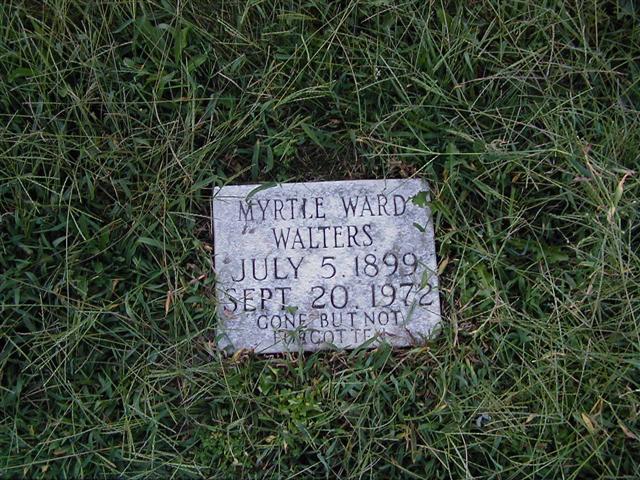 MYRTLE WARD
WALTERS
JULY 5. 1899
SEPT. 20. 1972
GONE BUT NOT
FORGOTTEN